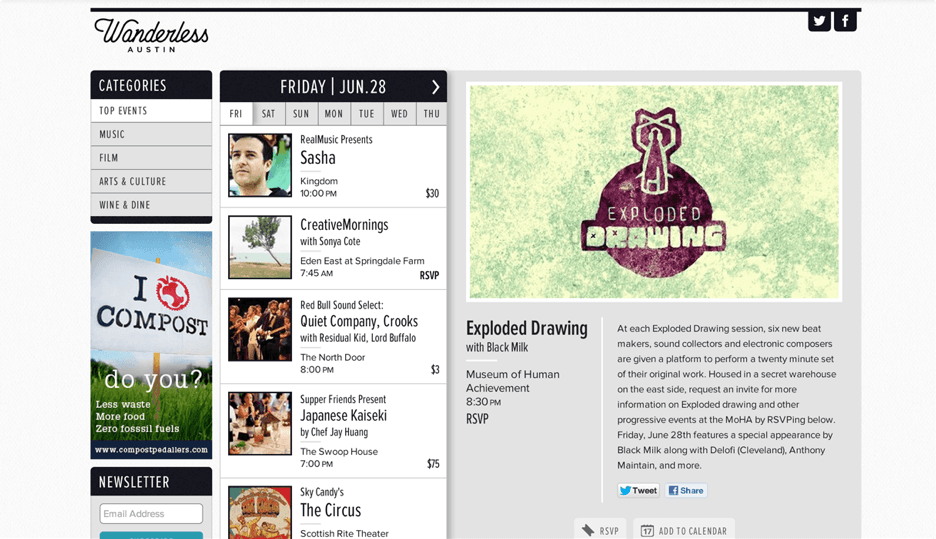 Wanderless
AUSTIN
CATEGORIES
TOP EVENTS
MUSIC
FILM
ARTS & CULTURE
WINE & DINE
I
COMPOST
do you?
Less waste
More food
Zero fosssil fuels
www.compostpedallers.com
NEWSLETTER
Email Address
FRIDAY | JUN.28
FRI SAT SUN MON TUE WED THU
RealMusic Presents
Sasha
Kingdom
10:00 PM $30
CreativeMornings
with Sonya Cote
Eden East at Springdale Farm
7:45 AM RSVP
Red Bull Sound Select:
Quiet Company, Crooks
with Residual Kid, Lord Buffalo
The North Door
8:00 PM $3
Supper Friends Present
Japanese Kaiseki
by Chef Jay Huang
The Swoop House
7:00 PM $75
Sky Candy's
The Circus
Scottish Rite Theater
EXPLODED
DRAWING
Exploded Drawing
with Black Milk
Museum of Human
Achievement
8:30 PM
RSVP
At each Exploded Drawing session, six new beat
makers, sound collectors and electronic composers
are given a platform to perform a twenty minute set
of their original work. Housed in a secret warehouse
on the east side, request an invite for more
information on Exploded drawing and other
progressive events at the MoHA by RSVPing below.
Friday, June 28th features a special appearance by
Black Milk along with Delofi (Cleveland), Anthony
Maintain, and more.
Tweet Share
RSVP 17 ADD TO CALENDAR